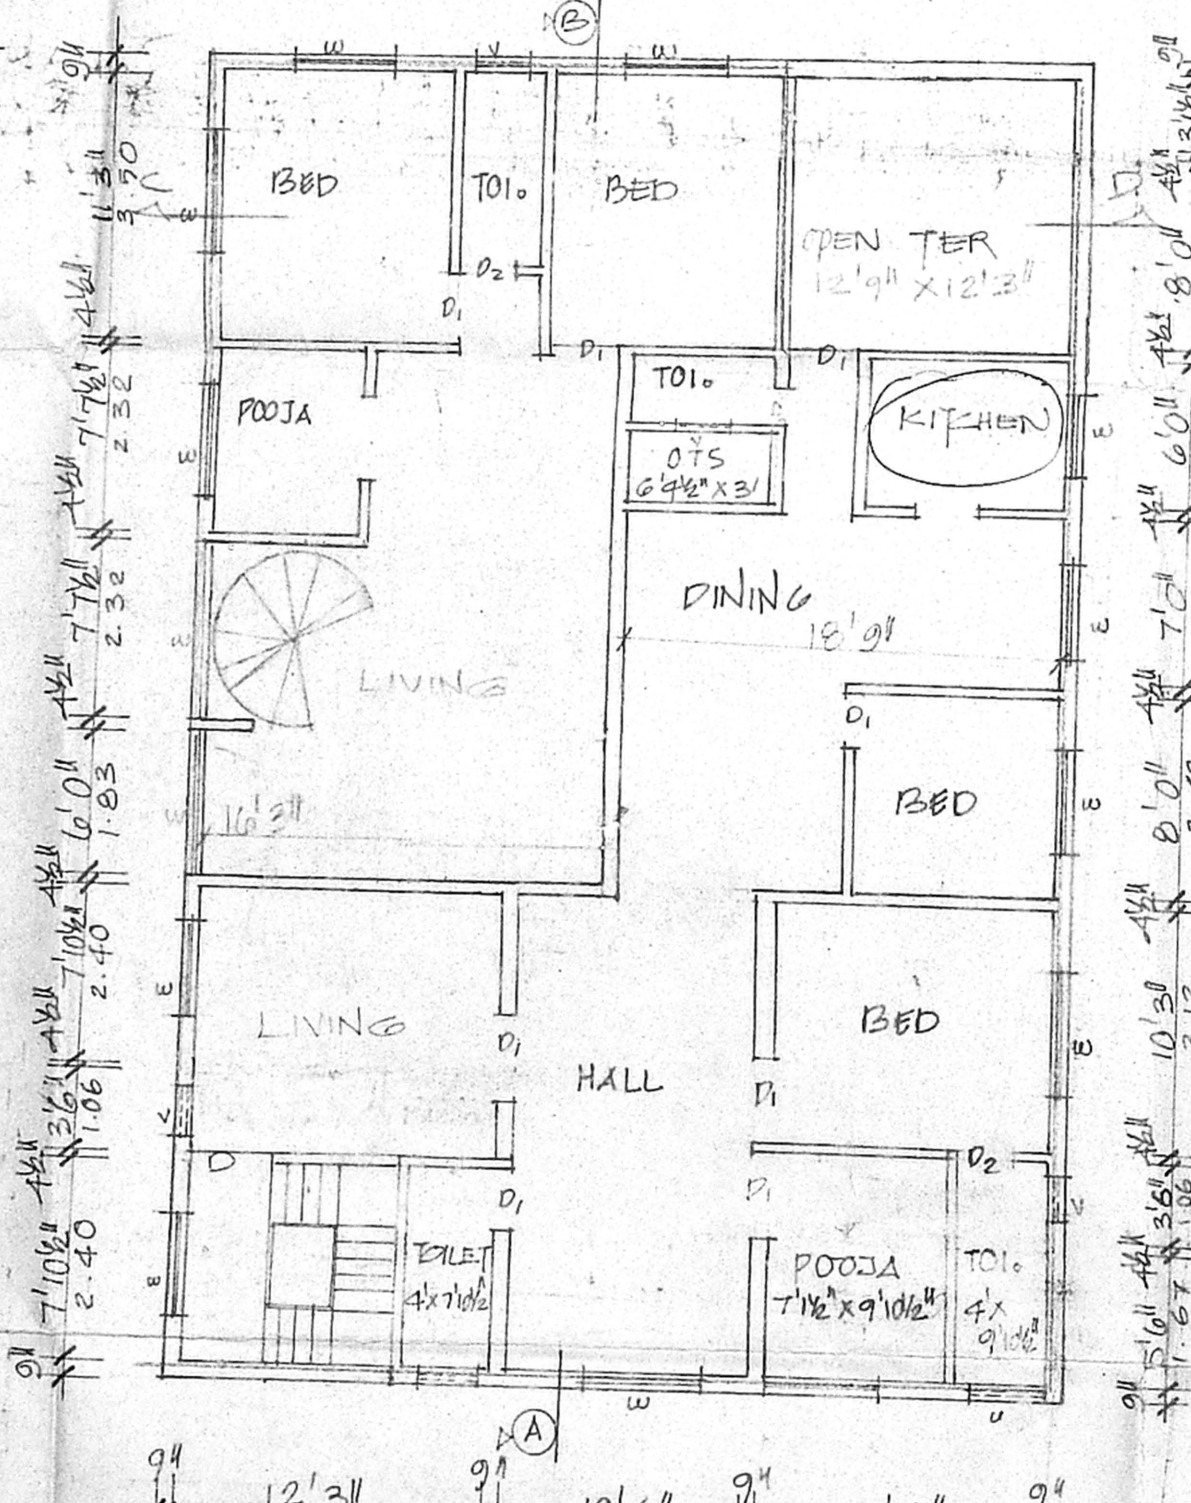 B
W
V
W
9"
BED
TOI.
BED
OPEN TER
12'9" X 12'3"
11'3"
3.50
C
W
D2
D1
D1
D1
4½"
4½"
8'0"
4½"
POOJA
TOI.
KITCHEN
V
OTS
6'4½" X 3'
7'7½"
2.32
W
W
6'0"
4½"
4½"
DINING
18'9"
7'7½"
2.32
W
W
7'0"
LIVING
4½"
4½"
D1
BED
W
8'0"
16'3"
W
6'0"
1.83
4½"
4½"
7'10½"
2.40
W
LIVING
D1
HALL
BED
W
10'3"
D1
4½"
3'6"
1.06
V
4½"
4½"
D
D1
D1
D2
V
3'6"
1.06
4½"
7'10½"
2.40
W
TOILET
4' X 7'10½"
POOJA
7'1½" X 9'10½"
TOI.
4' X
9'10½"
5'6"
1.67
9"
9"
W
V
A
9"
9"
9"
9"
12'3"